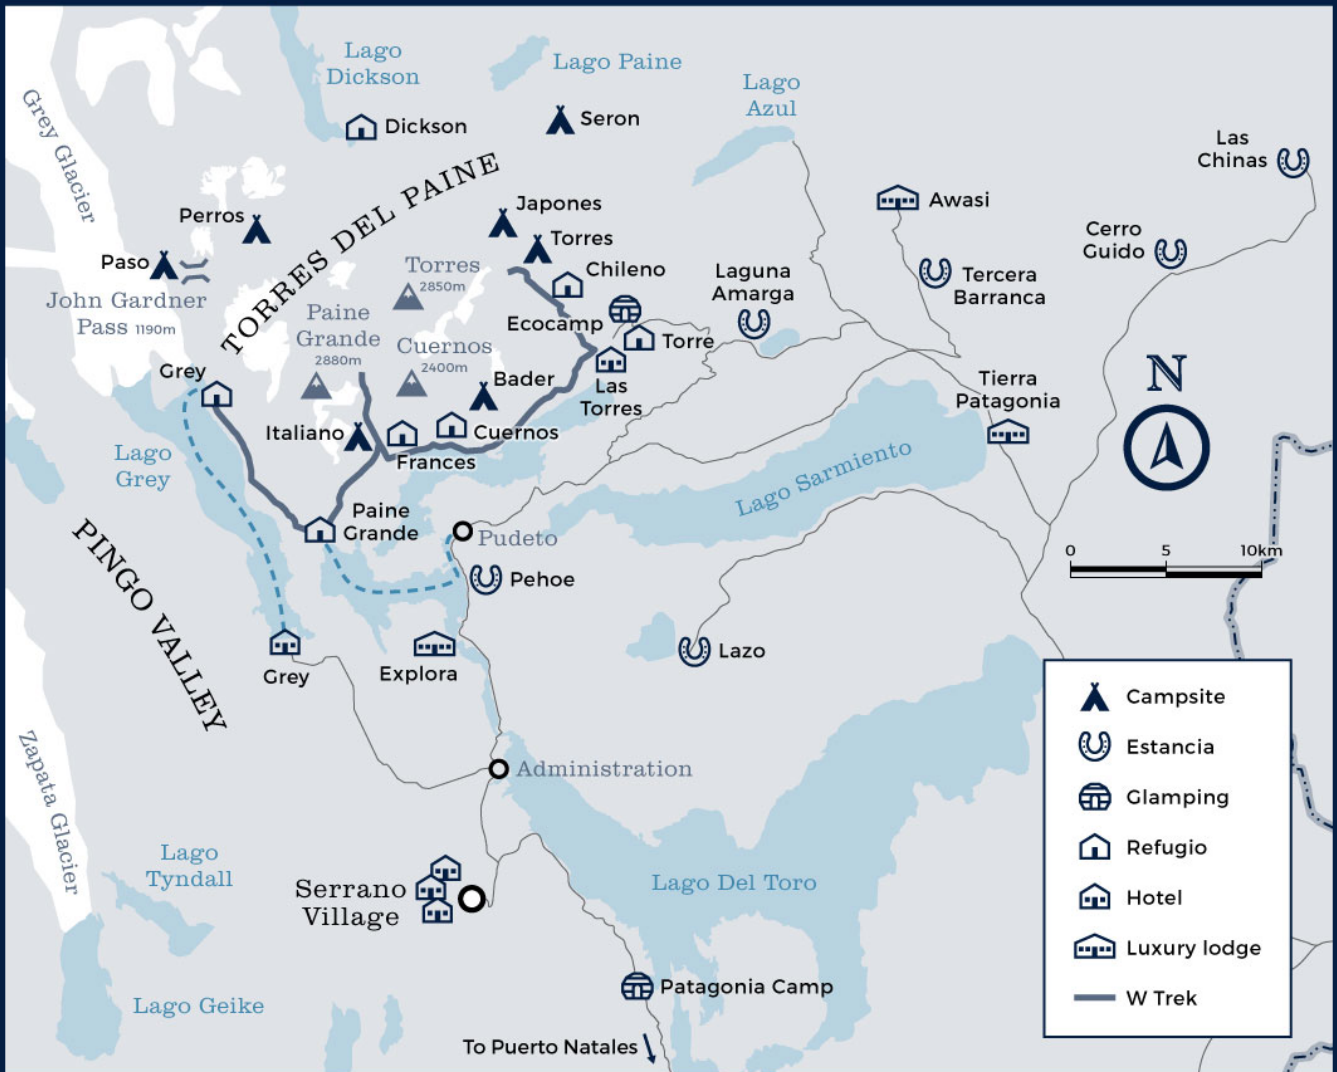 Lago
Dickson
Lago Paine
Lago
Azul
Grey Glacier
Dickson
Seron
Las
Chinas
TORRES DEL PAINE
Perros
Japones
Awasi
Torres
Cerro
Guido
Paso
Torres
2850m
Chileno
Laguna
Amarga
Tercera
Barranca
John Gardner
Pass 1190m
Paine
Grande
2880m
Ecocamp
Torre
Cuernos
2400m
Grey
Bader
Las
Torres
Tierra
Patagonia
N
Italiano
Cuernos
Frances
Lago
Grey
Lago Sarmiento
Paine
Grande
Pudeto
0 5 10km
PINGO VALLEY
Pehoe
Lazo
Grey
Explora
Campsite
Estancia
Glamping
Refugio
Hotel
Luxury lodge
W Trek
Zapata Glacier
Administration
Lago
Tyndall
Serrano
Village
Lago Del Toro
Lago Geike
Patagonia Camp
To Puerto Natales